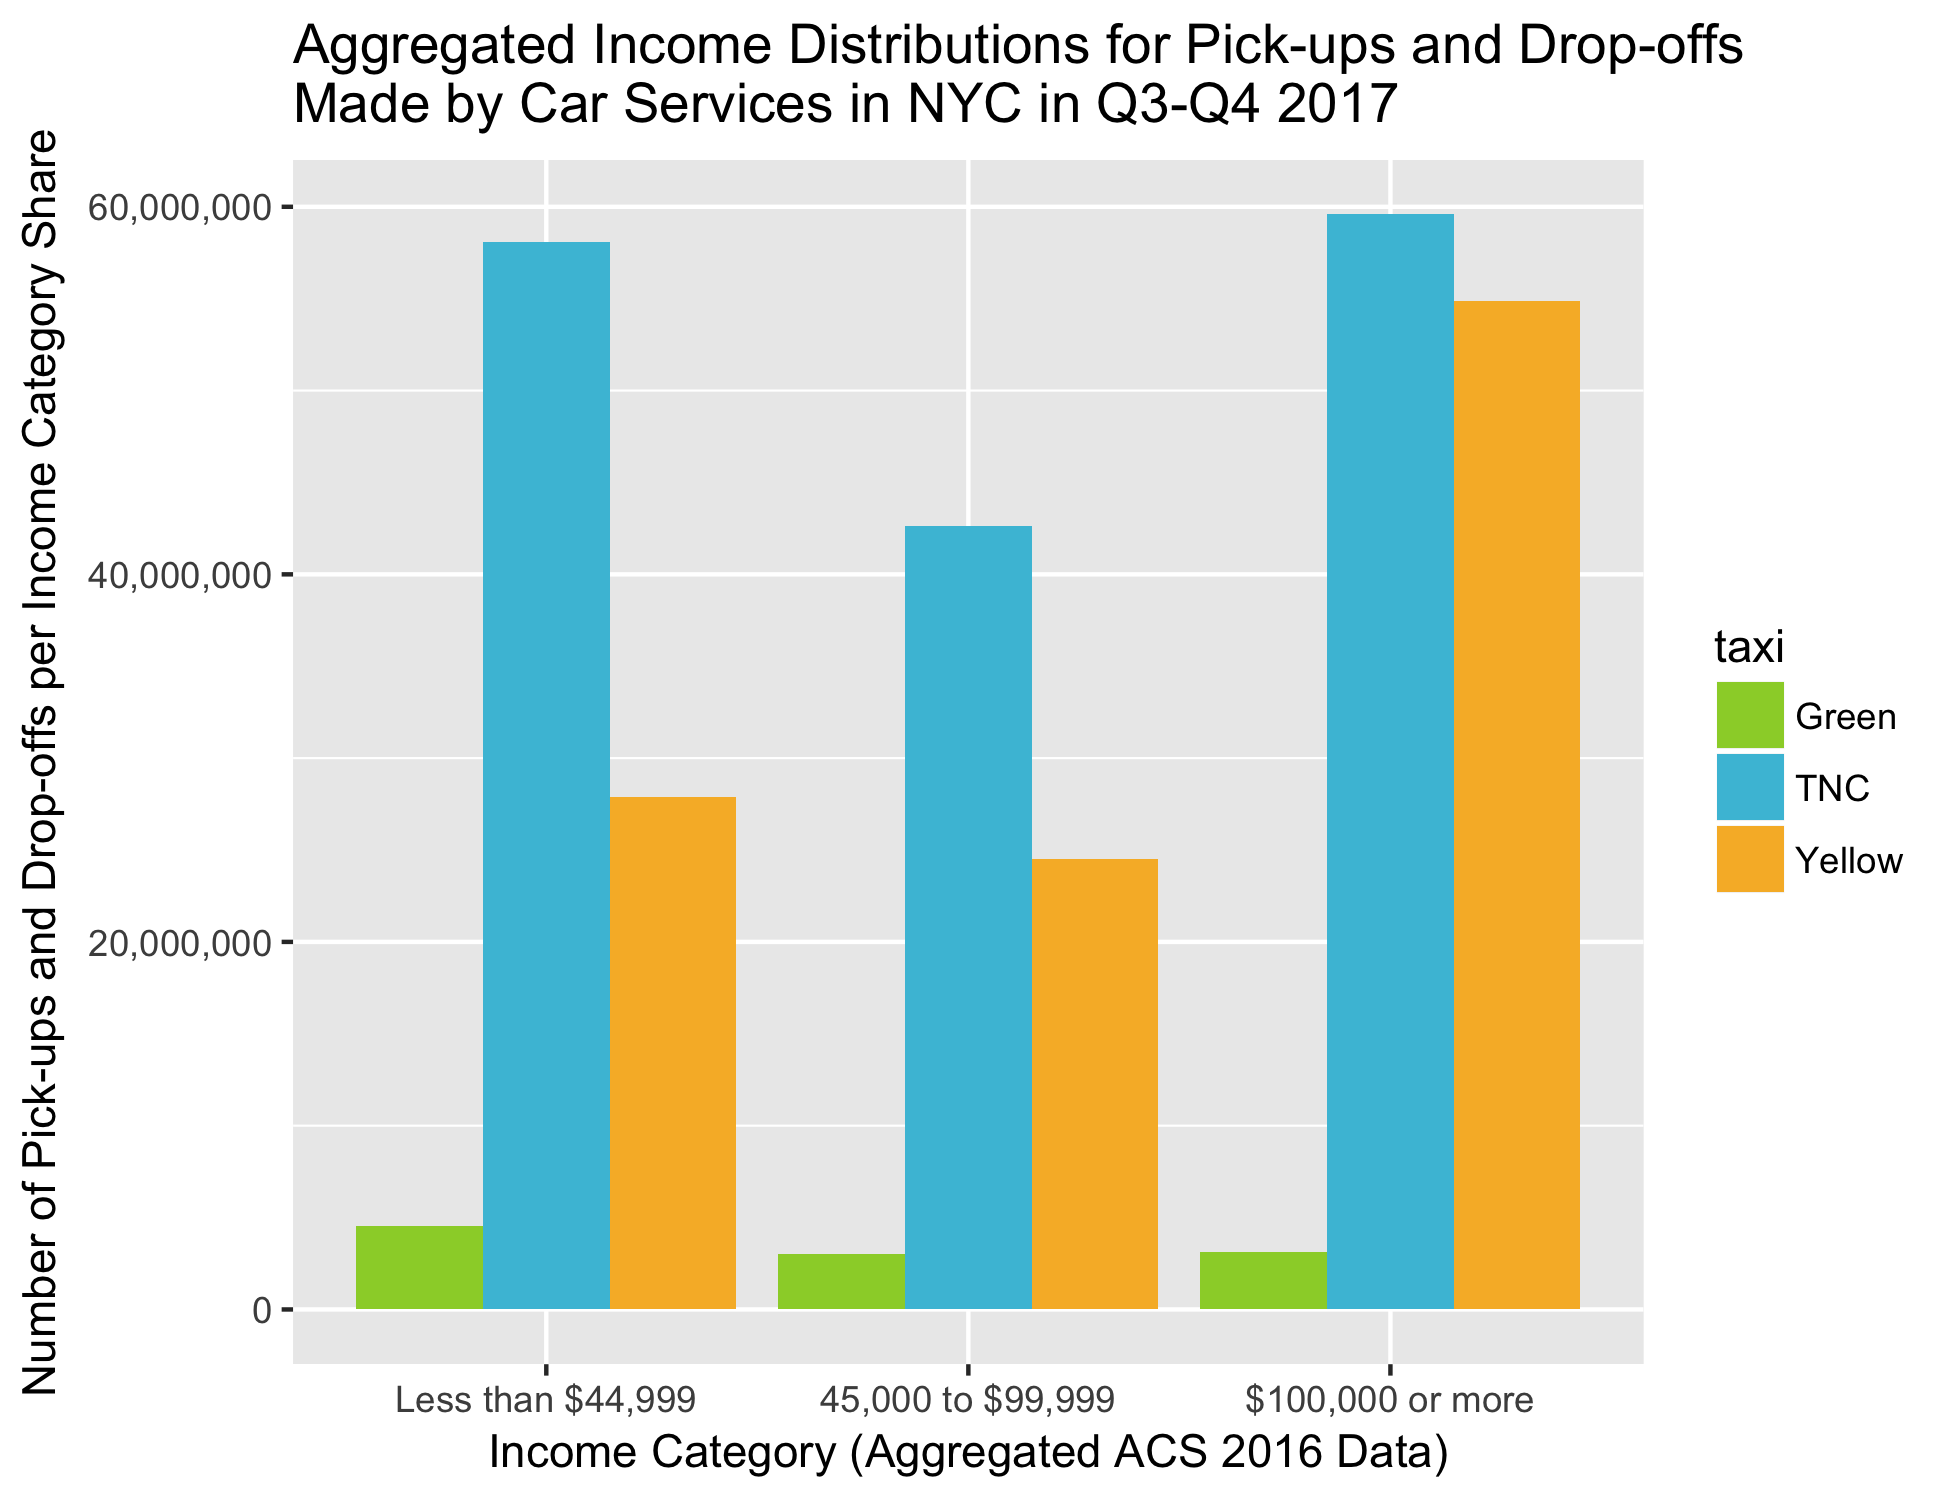 Aggregated Income Distributions for Pick-ups and Drop-offs
Made by Car Services in NYC in Q3-Q4 2017
Number of Pick-ups and Drop-offs per Income Category Share
60,000,000
40,000,000
20,000,000
0
Less than $44,999
45,000 to $99,999
$100,000 or more
Income Category (Aggregated ACS 2016 Data)
taxi
Green
TNC
Yellow